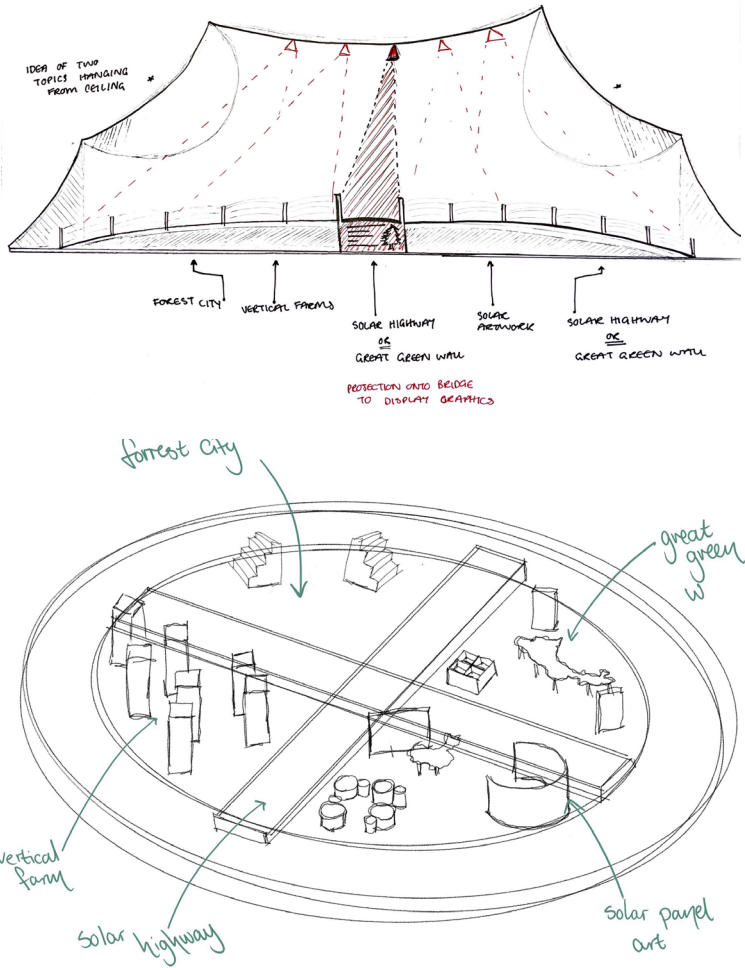 IDEA OF TWO
TOPICS HANGING
FROM CEILING
FOREST CITY
VERTICAL FARMS
SOLAR HIGHWAY
OR
GREAT GREEN WALL
SOLAR
ARTWORK
SOLAR HIGHWAY
OR
GREAT GREEN WALL
PROJECTION ONTO BRIDGE
TO DISPLAY GRAPHICS
forrest city
great
green
w
vertical
farm
solar highway
solar panel
art